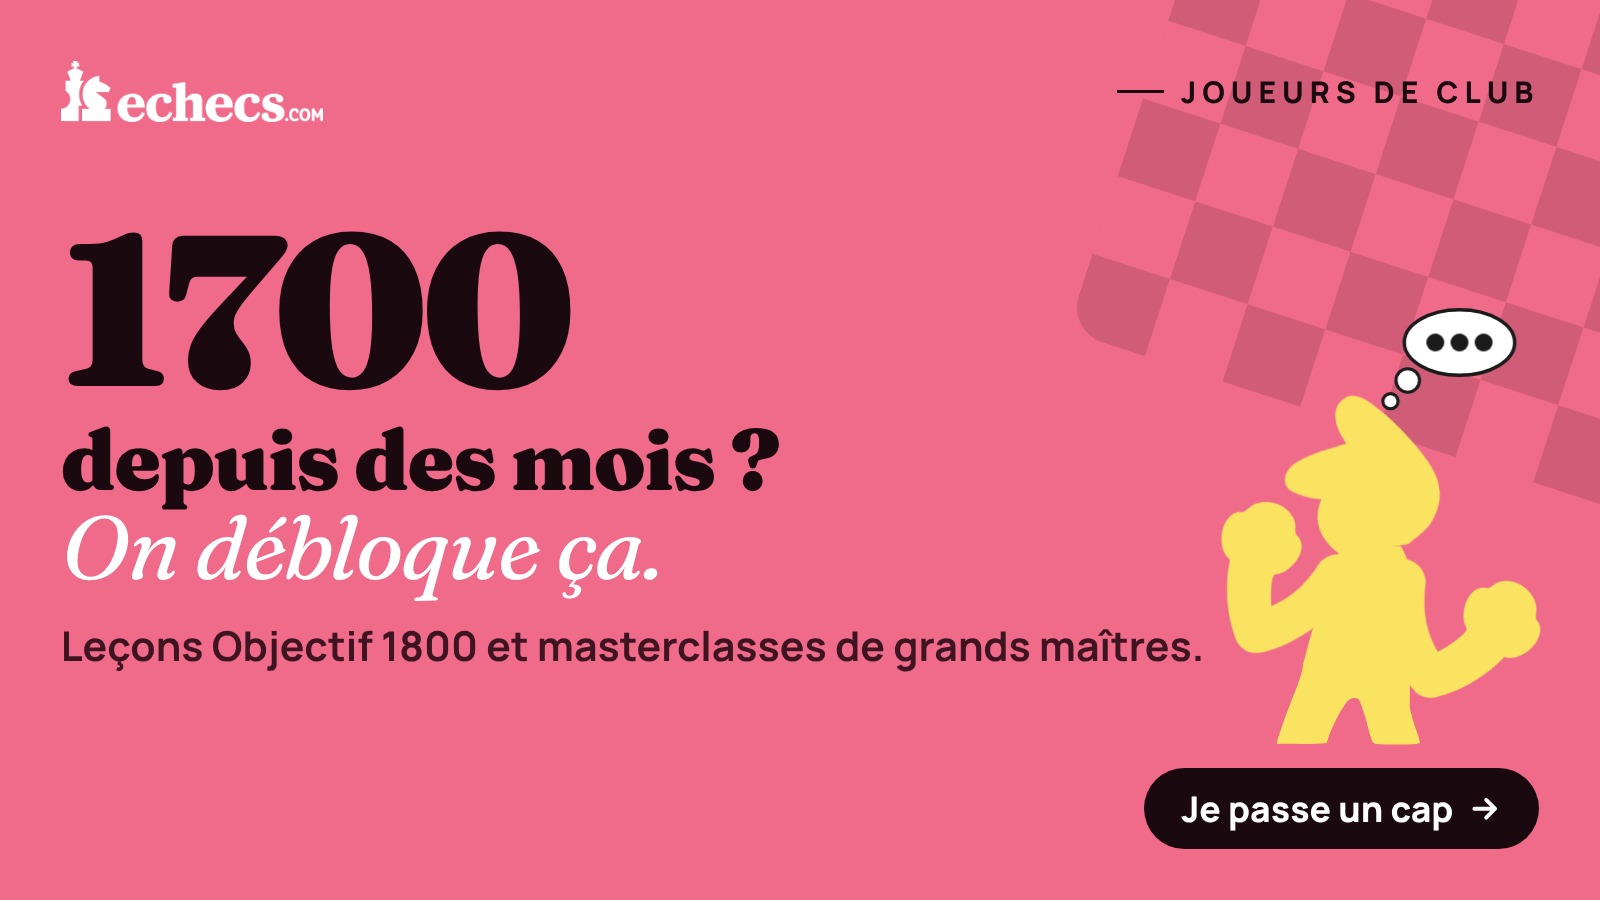 echecs.COM
— JOUEURS DE CLUB
1700
depuis des mois ?
On débloque ça.
Leçons Objectif 1800 et masterclasses de grands maîtres.
Je passe un cap →